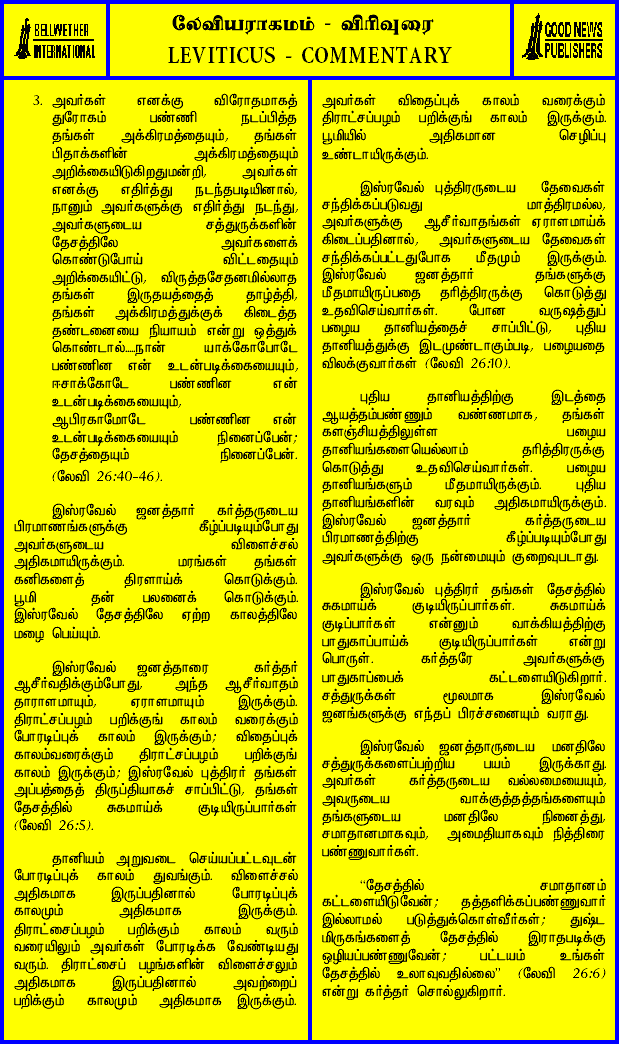 BELLWETHER
INTERNATIONAL
லேவியராகமம் - விரிவுரை
LEVITICUS - COMMENTARY
GOOD NEWS
PUBLISHERS
3. அவர்கள் எனக்கு விரோதமாகத்
துரோகம் பண்ணி நடப்பித்த
தங்கள் அக்கிரமத்தையும், தங்கள்
பிதாக்களின் அக்கிரமத்தையும்
அறிக்கையிடுகிறதுமன்றி, அவர்கள்
எனக்கு எதிர்த்து நடந்தபடியினால்,
நானும் அவர்களுக்கு எதிர்த்து நடந்து,
அவர்களுடைய சத்துருக்களின்
தேசத்திலே அவர்களைக்
கொண்டுபோய் விட்டதையும்
அறிக்கையிட்டு, விருத்தசேதனமில்லாத
தங்கள் இருதயத்தைத் தாழ்த்தி,
தங்கள் அக்கிரமத்துக்குக் கிடைத்த
தண்டனையை நியாயம் என்று ஒத்துக்
கொண்டால்....நான் யாக்கோபோடே
பண்ணின என் உடன்படிக்கையையும்,
ஈசாக்கோடே பண்ணின என்
உடன்படிக்கையையும்,
ஆபிரகாமோடே பண்ணின என்
உடன்படிக்கையையும் நினைப்பேன்;
தேசத்தையும் நினைப்பேன்.
(லேவி 26:40-46).
இஸ்ரவேல் ஜனத்தார் கர்த்தருடைய
பிரமாணங்களுக்கு கீழ்ப்படியும்போது
அவர்களுடைய விளைச்சல்
அதிகமாயிருக்கும். மரங்கள் தங்கள்
கனிகளைத் திரளாய்க் கொடுக்கும்.
பூமி தன் பலனைக் கொடுக்கும்.
இஸ்ரவேல் தேசத்திலே ஏற்ற காலத்திலே
மழை பெய்யும்.
இஸ்ரவேல் ஜனத்தாரை கர்த்தர்
ஆசீர்வதிக்கும்போது, அந்த ஆசீர்வாதம்
தாராளமாயும், ஏராளமாயும் இருக்கும்.
திராட்சப்பழம் பறிக்குங் காலம் வரைக்கும்
போரடிப்புக் காலம் இருக்கும்; விதைப்புக்
காலம்வரைக்கும் திராட்சப்பழம் பறிக்குங்
காலம் இருக்கும்; இஸ்ரவேல் புத்திரர் தங்கள்
அப்பத்தைத் திருப்தியாகச் சாப்பிட்டு, தங்கள்
தேசத்தில் சுகமாய்க் குடியிருப்பார்கள்
(லேவி 26:5).
தானியம் அறுவடை செய்யப்பட்டவுடன்
போரடிப்புக் காலம் துவங்கும். விளைச்சல்
அதிகமாக இருப்பதினால் போரடிப்புக்
காலமும் அதிகமாக இருக்கும்.
திராட்சைப்பழம் பறிக்கும் காலம் வரும்
வரையிலும் அவர்கள் போரடிக்க வேண்டியது
வரும். திராட்சைப் பழங்களின் விளைச்சலும்
அதிகமாக இருப்பதினால் அவற்றைப்
பறிக்கும் காலமும் அதிகமாக இருக்கும்.
அவர்கள் விதைப்புக் காலம் வரைக்கும்
திராட்சப்பழம் பறிக்குங் காலம் இருக்கும்.
பூமியில் அதிகமான செழிப்பு
உண்டாயிருக்கும்.
இஸ்ரவேல் புத்திரருடைய தேவைகள்
சந்திக்கப்படுவது மாத்திரமல்ல,
அவர்களுக்கு ஆசீர்வாதங்கள் ஏராளமாய்க்
கிடைப்பதினால், அவர்களுடைய தேவைகள்
சந்திக்கப்பட்டதுபோக மீதமும் இருக்கும்.
இஸ்ரவேல் ஜனத்தார் தங்களுக்கு
மீதமாயிருப்பதை தரித்திரருக்கு கொடுத்து
உதவிசெய்வார்கள். போன வருஷத்துப்
பழைய தானியத்தைச் சாப்பிட்டு, புதிய
தானியத்துக்கு இடமுண்டாகும்படி, பழையதை
விலக்குவார்கள் (லேவி 26:10).
புதிய தானியத்திற்கு இடத்தை
ஆயத்தம்பண்ணும் வண்ணமாக, தங்கள்
களஞ்சியத்திலுள்ள பழைய
தானியங்களையெல்லாம் தரித்திரருக்கு
கொடுத்து உதவிசெய்வார்கள். பழைய
தானியங்களும் மீதமாயிருக்கும். புதிய
தானியங்களின் வரவும் அதிகமாயிருக்கும்.
இஸ்ரவேல் ஜனத்தார் கர்த்தருடைய
பிரமாணத்திற்கு கீழ்ப்படியும்போது
அவர்களுக்கு ஒரு நன்மையும் குறைவுபடாது.
இஸ்ரவேல் புத்திரர் தங்கள் தேசத்தில்
சுகமாய்க் குடியிருப்பார்கள். சுகமாய்க்
குடிப்பார்கள் என்னும் வாக்கியத்திற்கு
பாதுகாப்பாய்க் குடியிருப்பார்கள் என்று
பொருள். கர்த்தரே அவர்களுக்கு
பாதுகாப்பைக் கட்டளையிடுகிறார்.
சத்துருக்கள் மூலமாக இஸ்ரவேல்
ஜனங்களுக்கு எந்தப் பிரச்சனையும் வராது.
இஸ்ரவேல் ஜனத்தாருடைய மனதிலே
சத்துருக்களைப்பற்றிய பயம் இருக்காது.
அவர்கள் கர்த்தருடைய வல்லமையையும்,
அவருடைய வாக்குத்தத்தங்களையும்
தங்களுடைய மனதிலே நினைத்து,
சமாதானமாகவும், அமைதியாகவும் நித்திரை
பண்ணுவார்கள்.
"தேசத்தில் சமாதானம்
கட்டளையிடுவேன்; தத்தளிக்கப்பண்ணுவார்
இல்லாமல் படுத்துக்கொள்வீர்கள்; துஷ்ட
மிருகங்களைத் தேசத்தில் இராதபடிக்கு
ஒழியப்பண்ணுவேன்; பட்டயம் உங்கள்
தேசத்தில் உலாவுவதில்லை" (லேவி 26:6)
என்று கர்த்தர் சொல்லுகிறார்.